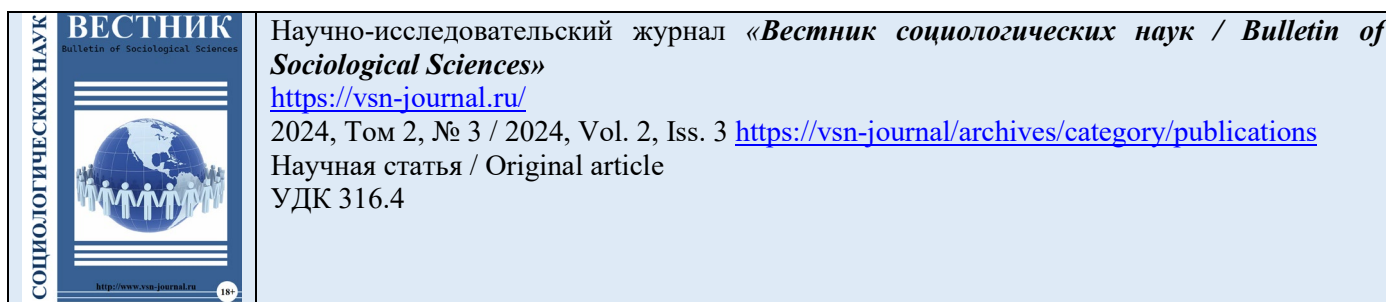 СОЦИОЛОГИЧЕСКИХ НАУК
ВЕСТНИК
Bulletin of Sociological Sciences
http://www.vsn-journal.ru
18+
Научно-исследовательский журнал «Вестник социологических наук / Bulletin of
Sociological Sciences»
https://vsn-journal.ru/
2024, Том 2, № 3 / 2024, Vol. 2, Iss. 3 https://vsn-journal/archives/category/publications
Научная статья / Original article
УДК 316.4